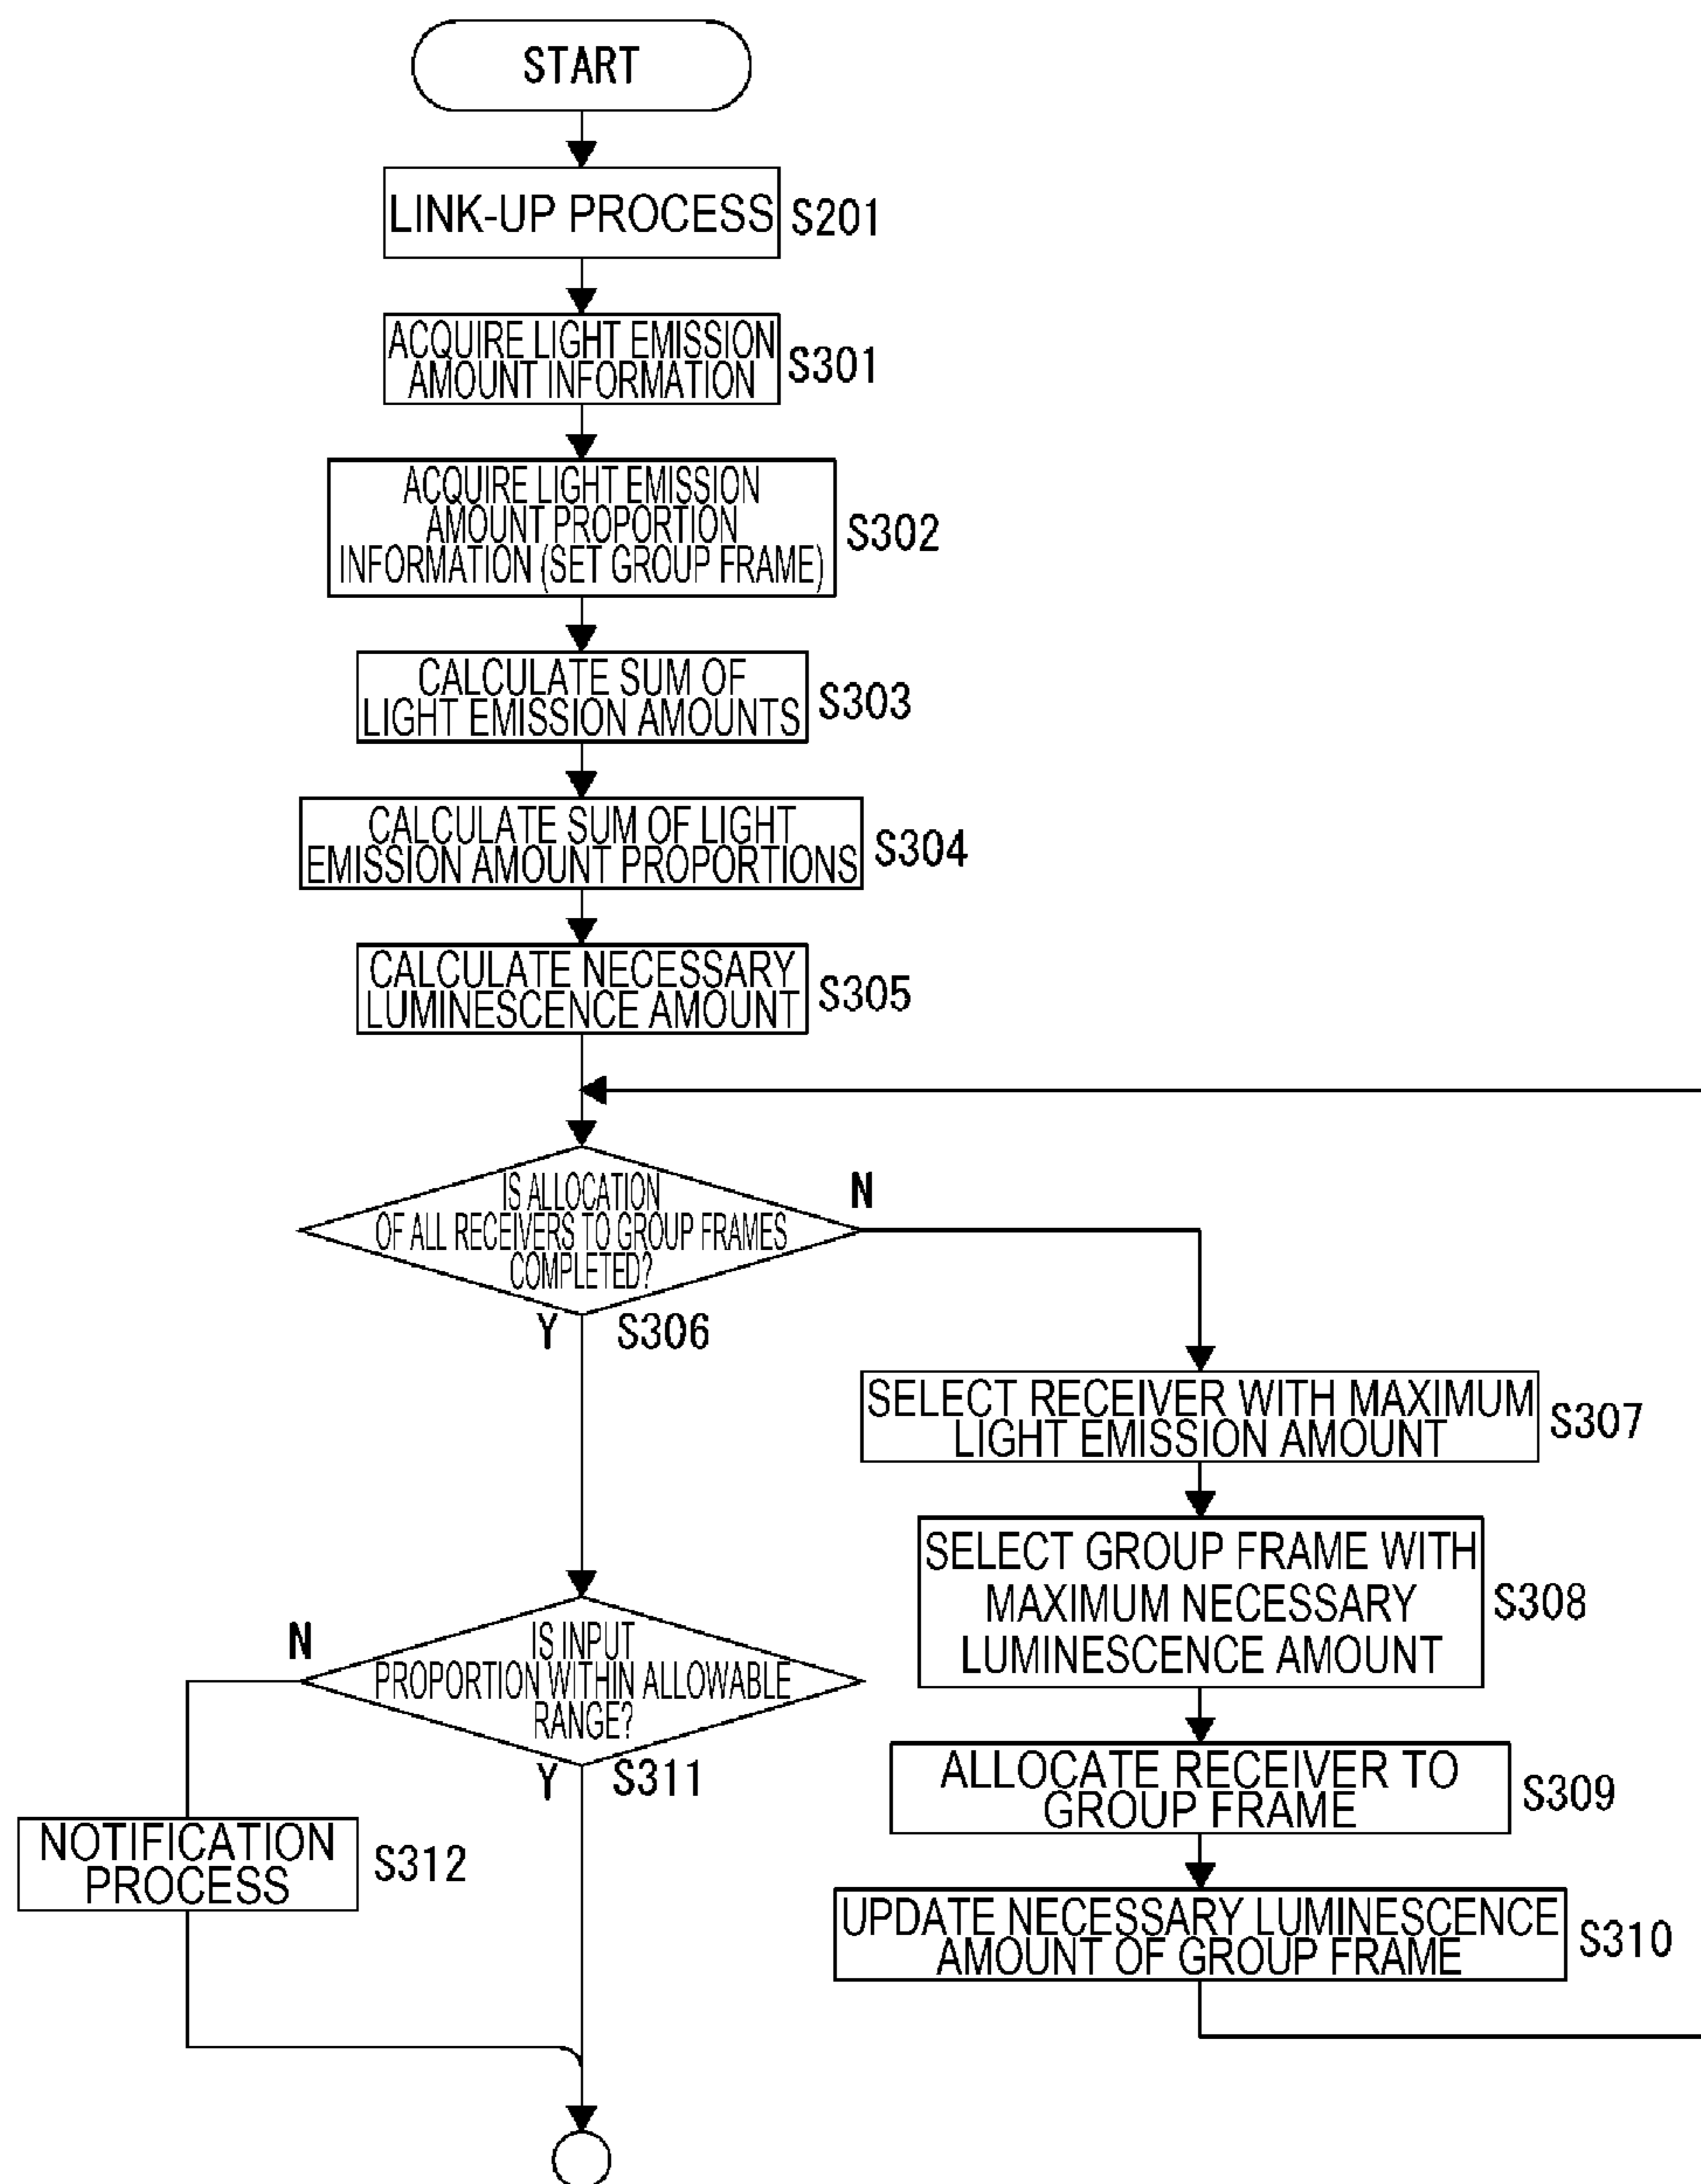 START
LINK-UP PROCESS S201
ACQUIRE LIGHT EMISSION
AMOUNT INFORMATION
S301
ACQUIRE LIGHT EMISSION
AMOUNT PROPORTION
INFORMATION (SET GROUP FRAME)
S302
CALCULATE SUM OF
LIGHT EMISSION AMOUNTS
S303
CALCULATE SUM OF LIGHT
EMISSION AMOUNT PROPORTIONS
S304
CALCULATE NECESSARY
LUMINESCENCE AMOUNT
S305
IS ALLOCATION
OF ALL RECEIVERS TO GROUP FRAMES
COMPLETED?
N
Y
S306
SELECT RECEIVER WITH MAXIMUM
LIGHT EMISSION AMOUNT
S307
SELECT GROUP FRAME WITH
MAXIMUM NECESSARY
LUMINESCENCE AMOUNT
S308
ALLOCATE RECEIVER TO
GROUP FRAME
S309
UPDATE NECESSARY LUMINESCENCE
AMOUNT OF GROUP FRAME
S310
IS INPUT
PROPORTION WITHIN ALLOWABLE
RANGE?
N
Y
S311
NOTIFICATION
PROCESS
S312